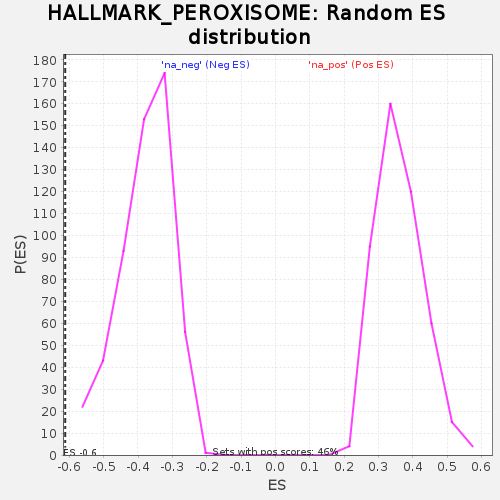 HALLMARK_PEROXISOME: Random ES
distribution
'na_neg' (Neg ES) 'na_pos' (Pos ES)
180
170
160
150
140
130
120
110
100
90
80
70
60
50
40
30
20
10
0
P(ES)
ES -0.6 Sets with pos scores: 46%
-0.6 -0.5 -0.4 -0.3 -0.2 -0.1 0.0 0.1 0.2 0.3 0.4 0.5 0.6
ES